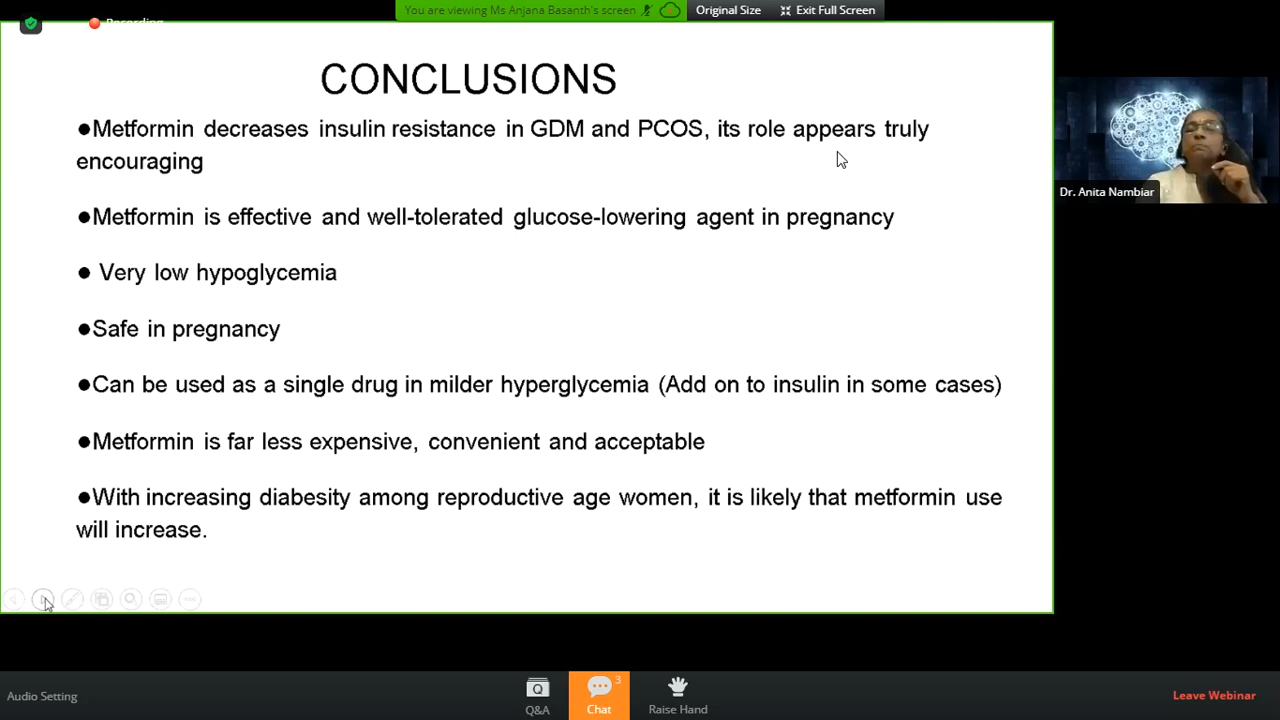 You are viewing Ms Anjana Basanth's screen
Original Size
Exit Full Screen
Recording
CONCLUSIONS
●Metformin decreases insulin resistance in GDM and PCOS, its role appears truly
encouraging
●Metformin is effective and well-tolerated glucose-lowering agent in pregnancy
● Very low hypoglycemia
●Safe in pregnancy
●Can be used as a single drug in milder hyperglycemia (Add on to insulin in some cases)
●Metformin is far less expensive, convenient and acceptable
●With increasing diabesity among reproductive age women, it is likely that metformin use
will increase.
Dr. Anita Nambiar
Audio Setting
Q
Q&A
3
Chat
Raise Hand
Leave Webinar